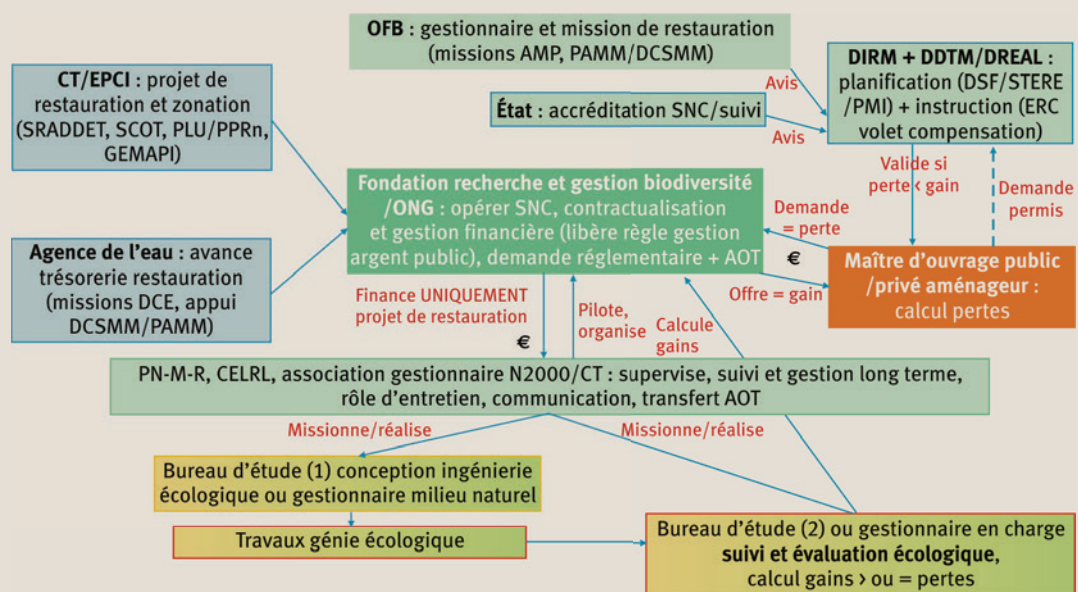 OFB : gestionnaire et mission de restauration
(missions AMP, PAMM/DCSMM)
CT/EPCI : projet de
restauration et zonation
(SRADDET, SCOT, PLU/PPRn,
GEMAPI)
État : accréditation SNC/suivi
Avis
Avis
DIRM + DDTM/DREAL :
planification (DSF/STERE
/PMI) + instruction (ERC
volet compensation)
Valide si
perte < gain
Demande
permis
Fondation recherche et gestion biodiversité
/ONG : opérer SNC, contractualisation
et gestion financière (libère règle gestion
argent public), demande réglementaire + AOT
Demande
= perte
€
Offre = gain
Agence de l’eau : avance
trésorerie restauration
(missions DCE, appui
DCSMM/PAMM)
Maître d’ouvrage public
/privé aménageur :
calcul pertes
Finance UNIQUEMENT
projet de restauration
€
Pilote,
organise
Calcule
gains
PN-M-R, CELRL, association gestionnaire N2000/CT : supervise, suivi et gestion long terme,
rôle d’entretien, communication, transfert AOT
Missionne/réalise
Missionne/réalise
Bureau d’étude (1) conception ingénierie
écologique ou gestionnaire milieu naturel
Travaux génie écologique
Bureau d’étude (2) ou gestionnaire en charge
suivi et évaluation écologique,
calcul gains > ou = pertes